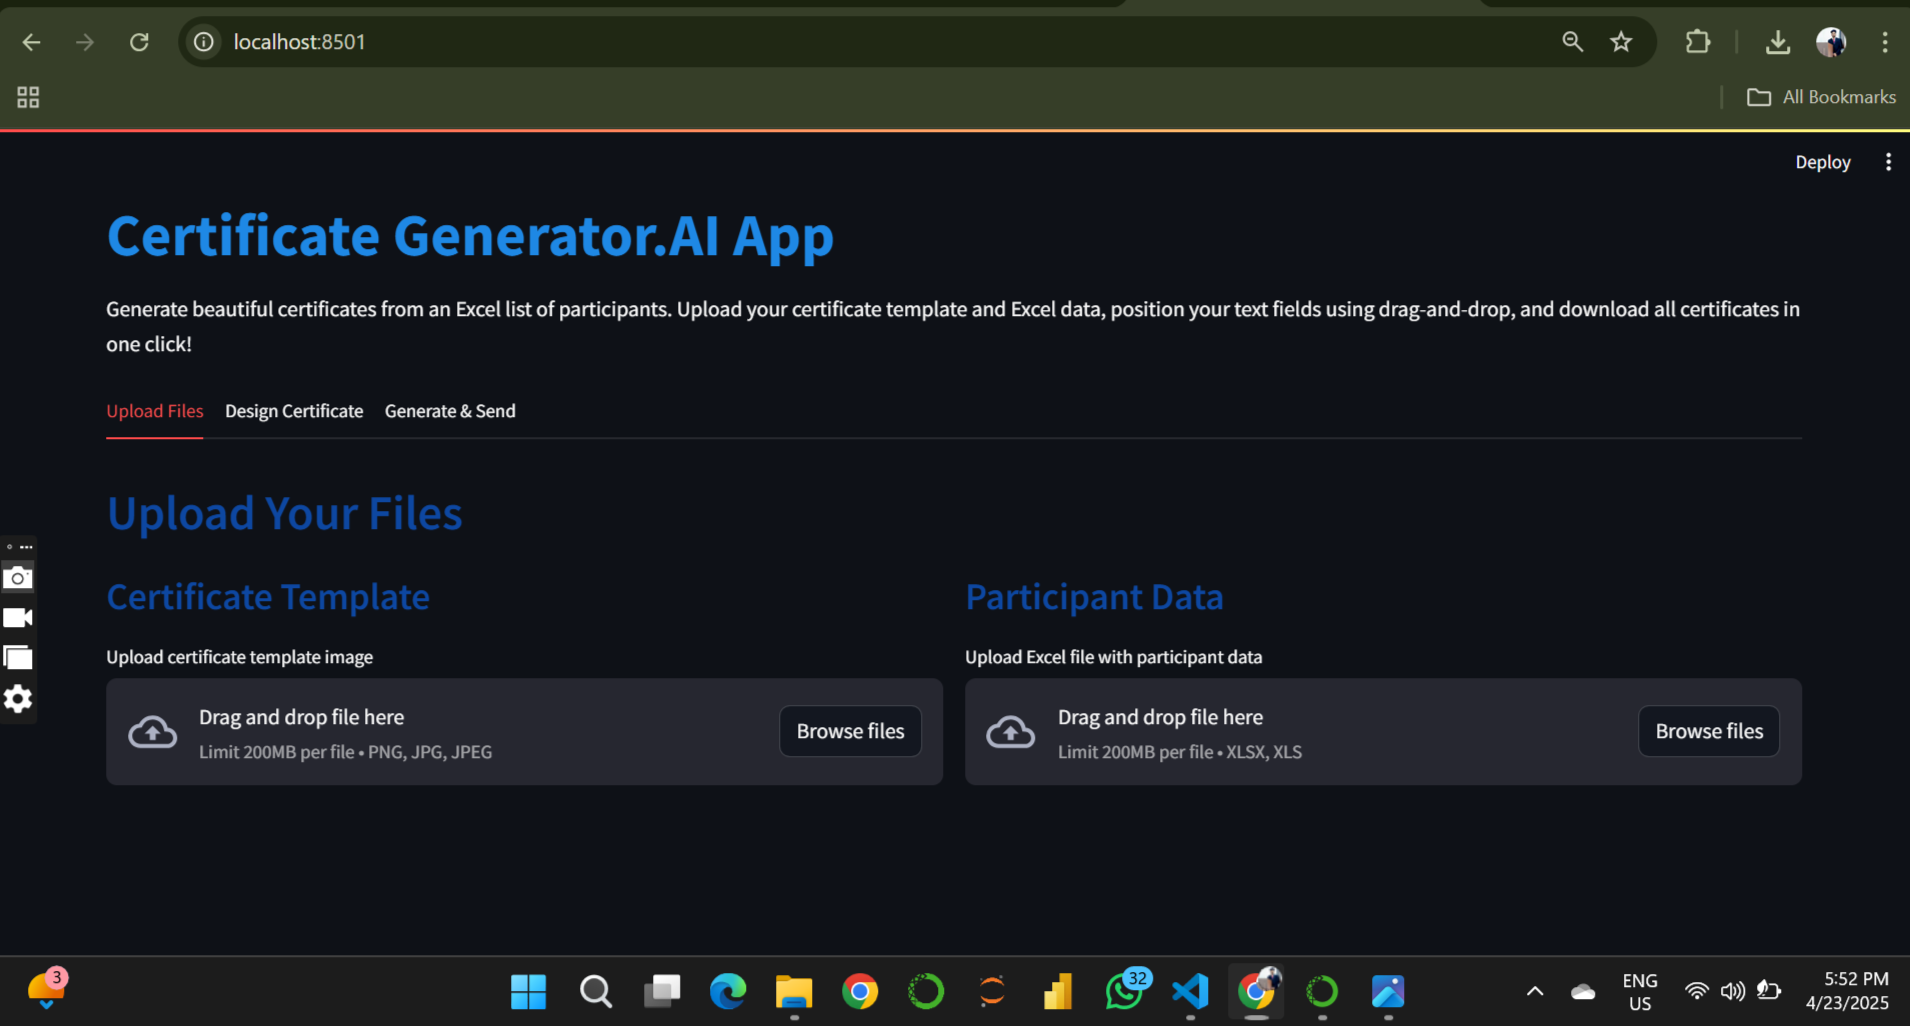 localhost:8501
All Bookmarks
Deploy
Certificate Generator.AI App
Generate beautiful certificates from an Excel list of participants. Upload your certificate template and Excel data, position your text fields using drag-and-drop, and download all certificates in
one click!
Upload Files Design Certificate Generate & Send
Upload Your Files
Certificate Template
Upload certificate template image
Drag and drop file here
Limit 200MB per file • PNG, JPG, JPEG
Browse files
Participant Data
Upload Excel file with participant data
Drag and drop file here
Limit 200MB per file • XLSX, XLS
Browse files
3
32
ENG
US
5:52 PM
4/23/2025